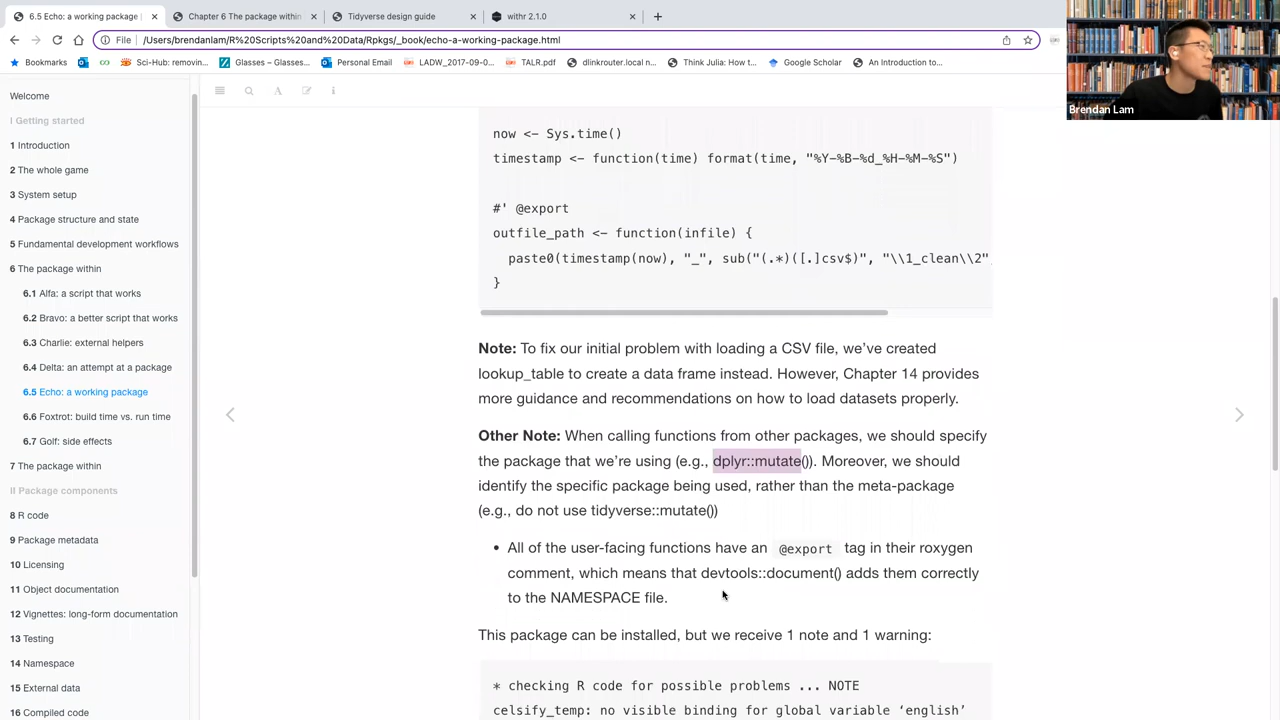 6.5 Echo: a working package
Chapter 6 The package within
Tidyverse design guide
withr 2.1.0
File
/Users/brendanlam/R%20Scripts%20and%20Data/Rpkgs/_book/echo-a-working-package.html
Bookmarks
Sci-Hub: removin...
Glasses – Glasses...
Personal Email
LADW_2017-09-0...
TALR.pdf
dlinkrouter.local n...
Think Julia: How t...
Google Scholar
An Introduction to...
Brendan Lam
Welcome
I Getting started
1 Introduction
2 The whole game
3 System setup
4 Package structure and state
5 Fundamental development workflows
6 The package within
6.1 Alfa: a script that works
6.2 Bravo: a better script that works
6.3 Charlie: external helpers
6.4 Delta: an attempt at a package
6.5 Echo: a working package
6.6 Foxtrot: build time vs. run time
6.7 Golf: side effects
7 The package within
II Package components
8 R code
9 Package metadata
10 Licensing
11 Object documentation
12 Vignettes: long-form documentation
13 Testing
14 Namespace
15 External data
16 Compiled code
now <- Sys.time()
timestamp <- function(time) format(time, "%Y-%B-%d_%H-%M-%S")
#' @export
outfile_path <- function(infile) {
paste0(timestamp(now), "_", sub("(.*)([.]csv$)", "\\1_clean\\2",
}
Note: To fix our initial problem with loading a CSV file, we've created
lookup_table to create a data frame instead. However, Chapter 14 provides
more guidance and recommendations on how to load datasets properly.
Other Note: When calling functions from other packages, we should specify
the package that we're using (e.g., dplyr::mutate()). Moreover, we should
identify the specific package being used, rather than the meta-package
(e.g., do not use tidyverse::mutate())
• All of the user-facing functions have an @export tag in their roxygen
comment, which means that devtools::document() adds them correctly
to the NAMESPACE file.
This package can be installed, but we receive 1 note and 1 warning:
* checking R code for possible problems ... NOTE
celsify_temp: no visible binding for global variable ‘english’